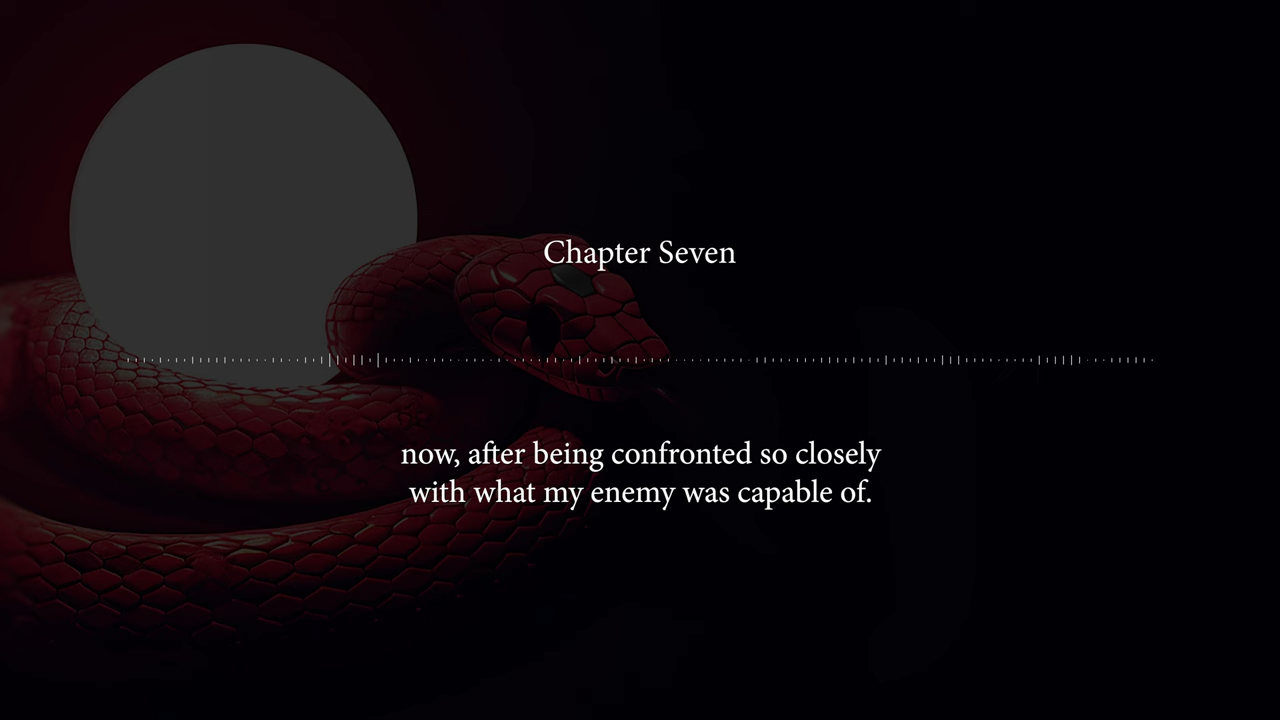 Chapter Seven
now, after being confronted so closely
with what my enemy was capable of.